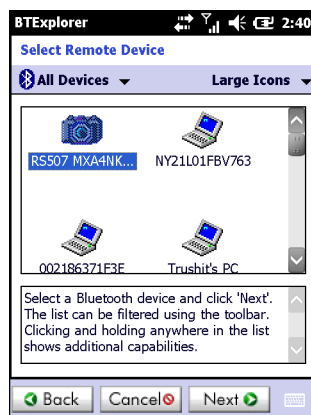 BTExplorer 2:40
Select Remote Device
All Devices Large Icons
RS507 MXA4NK... NY21L01FBV763
002186371F3E Trushit's PC
Select a Bluetooth device and click 'Next'.
The list can be filtered using the toolbar.
Clicking and holding anywhere in the list
shows additional capabilities.
Back Cancel Next